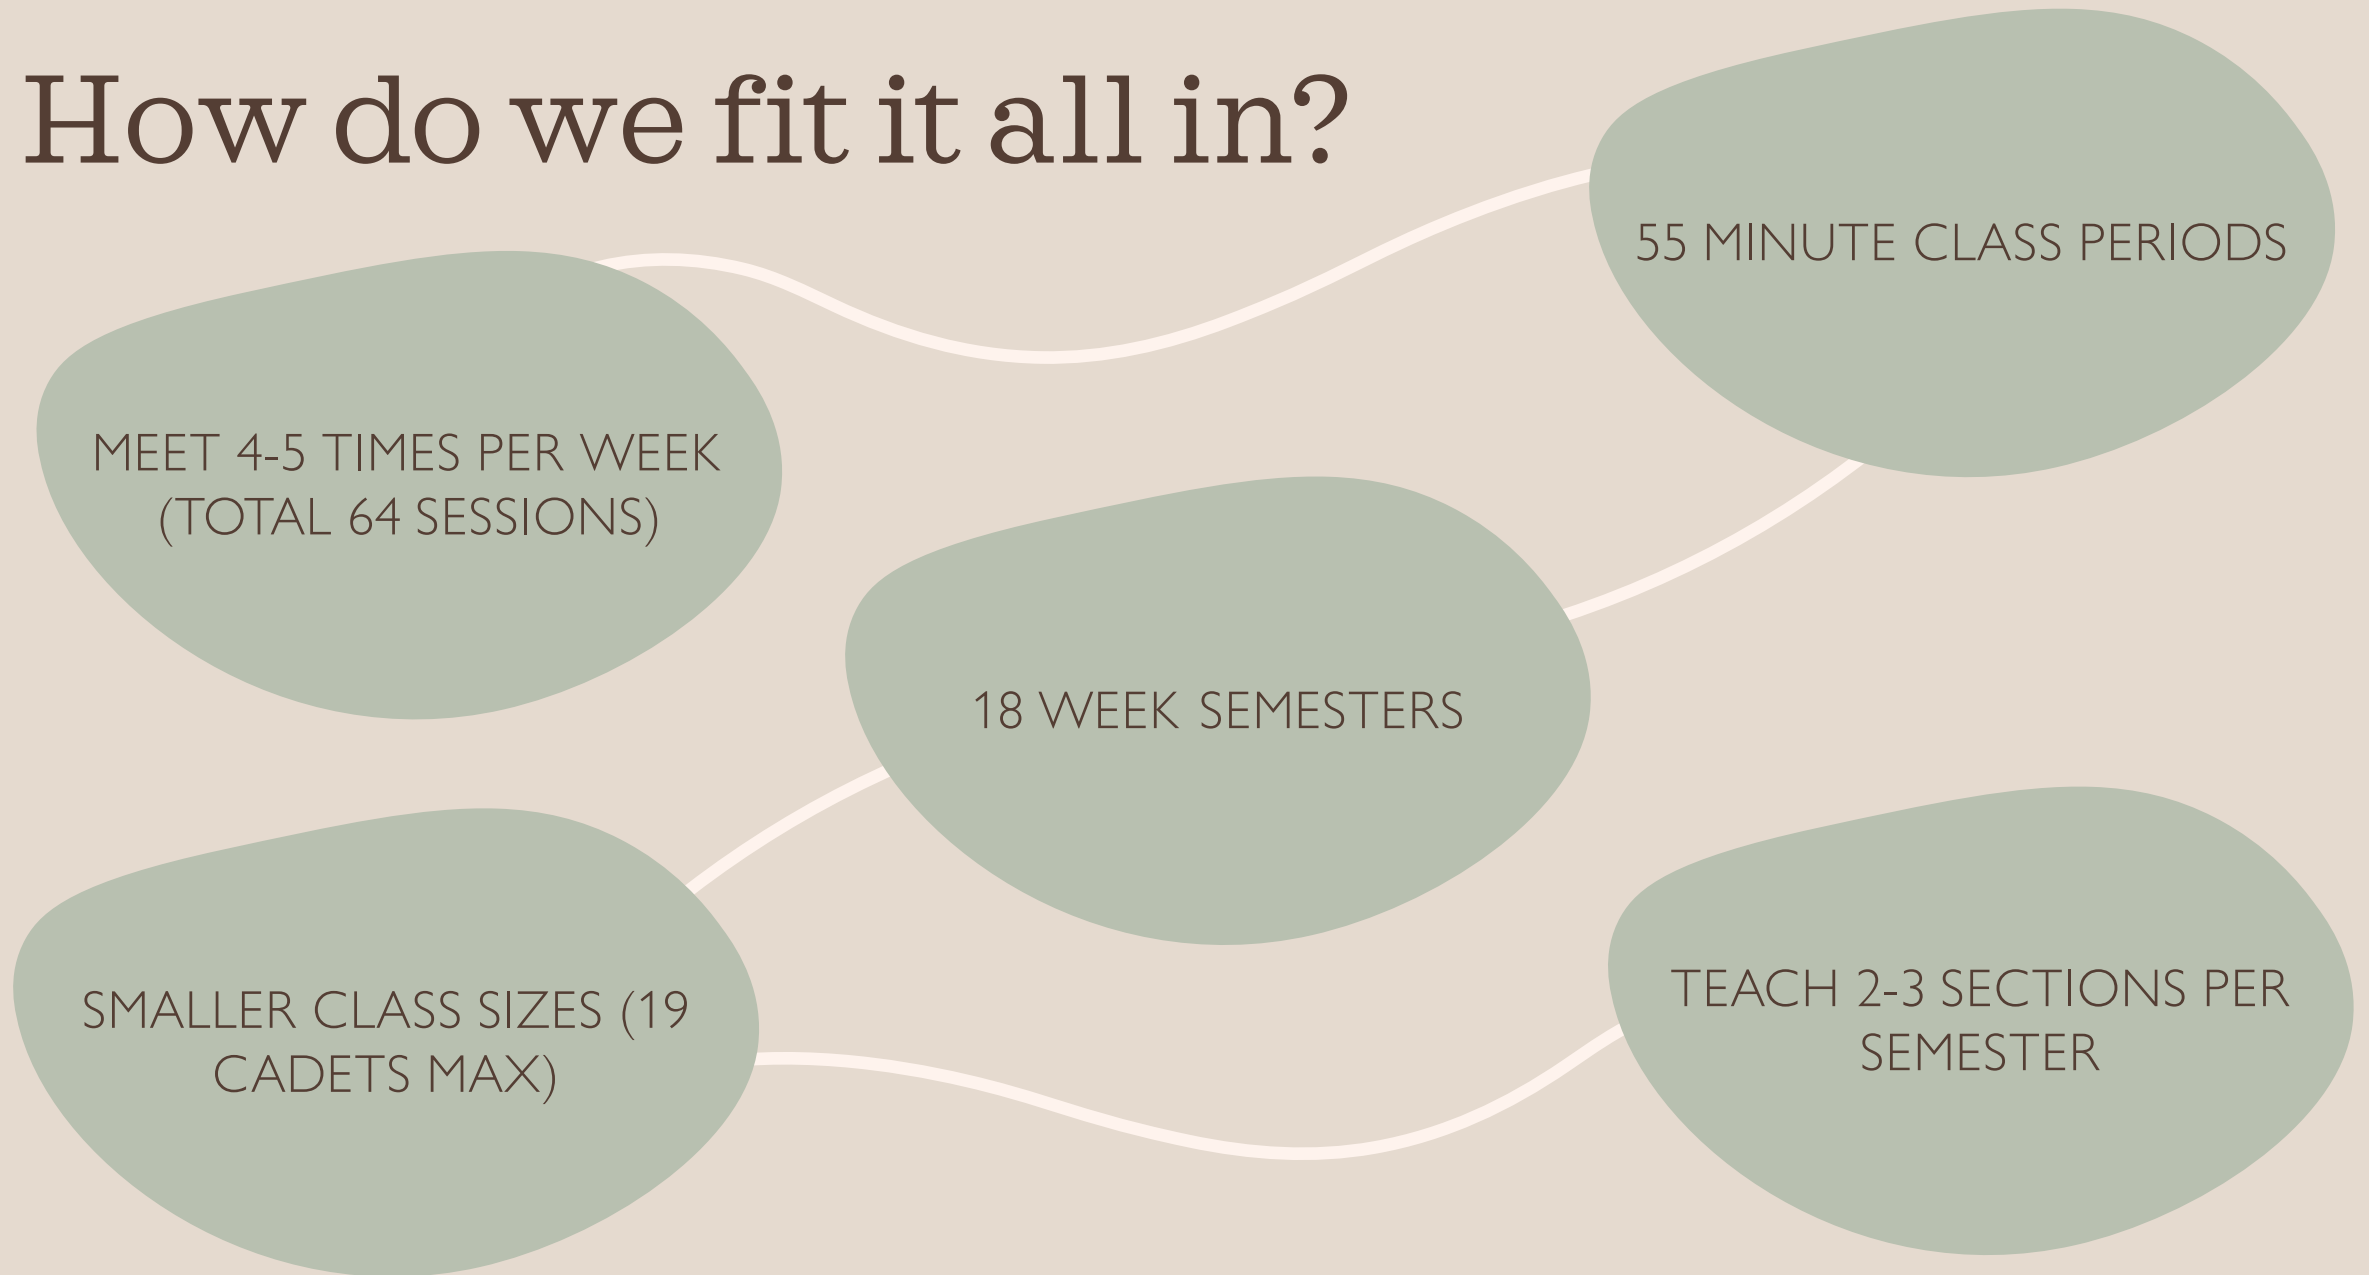 How do we fit it all in?
55 MINUTE CLASS PERIODS
MEET 4-5 TIMES PER WEEK
(TOTAL 64 SESSIONS)
18 WEEK SEMESTERS
SMALLER CLASS SIZES (19
CADETS MAX)
TEACH 2-3 SECTIONS PER
SEMESTER